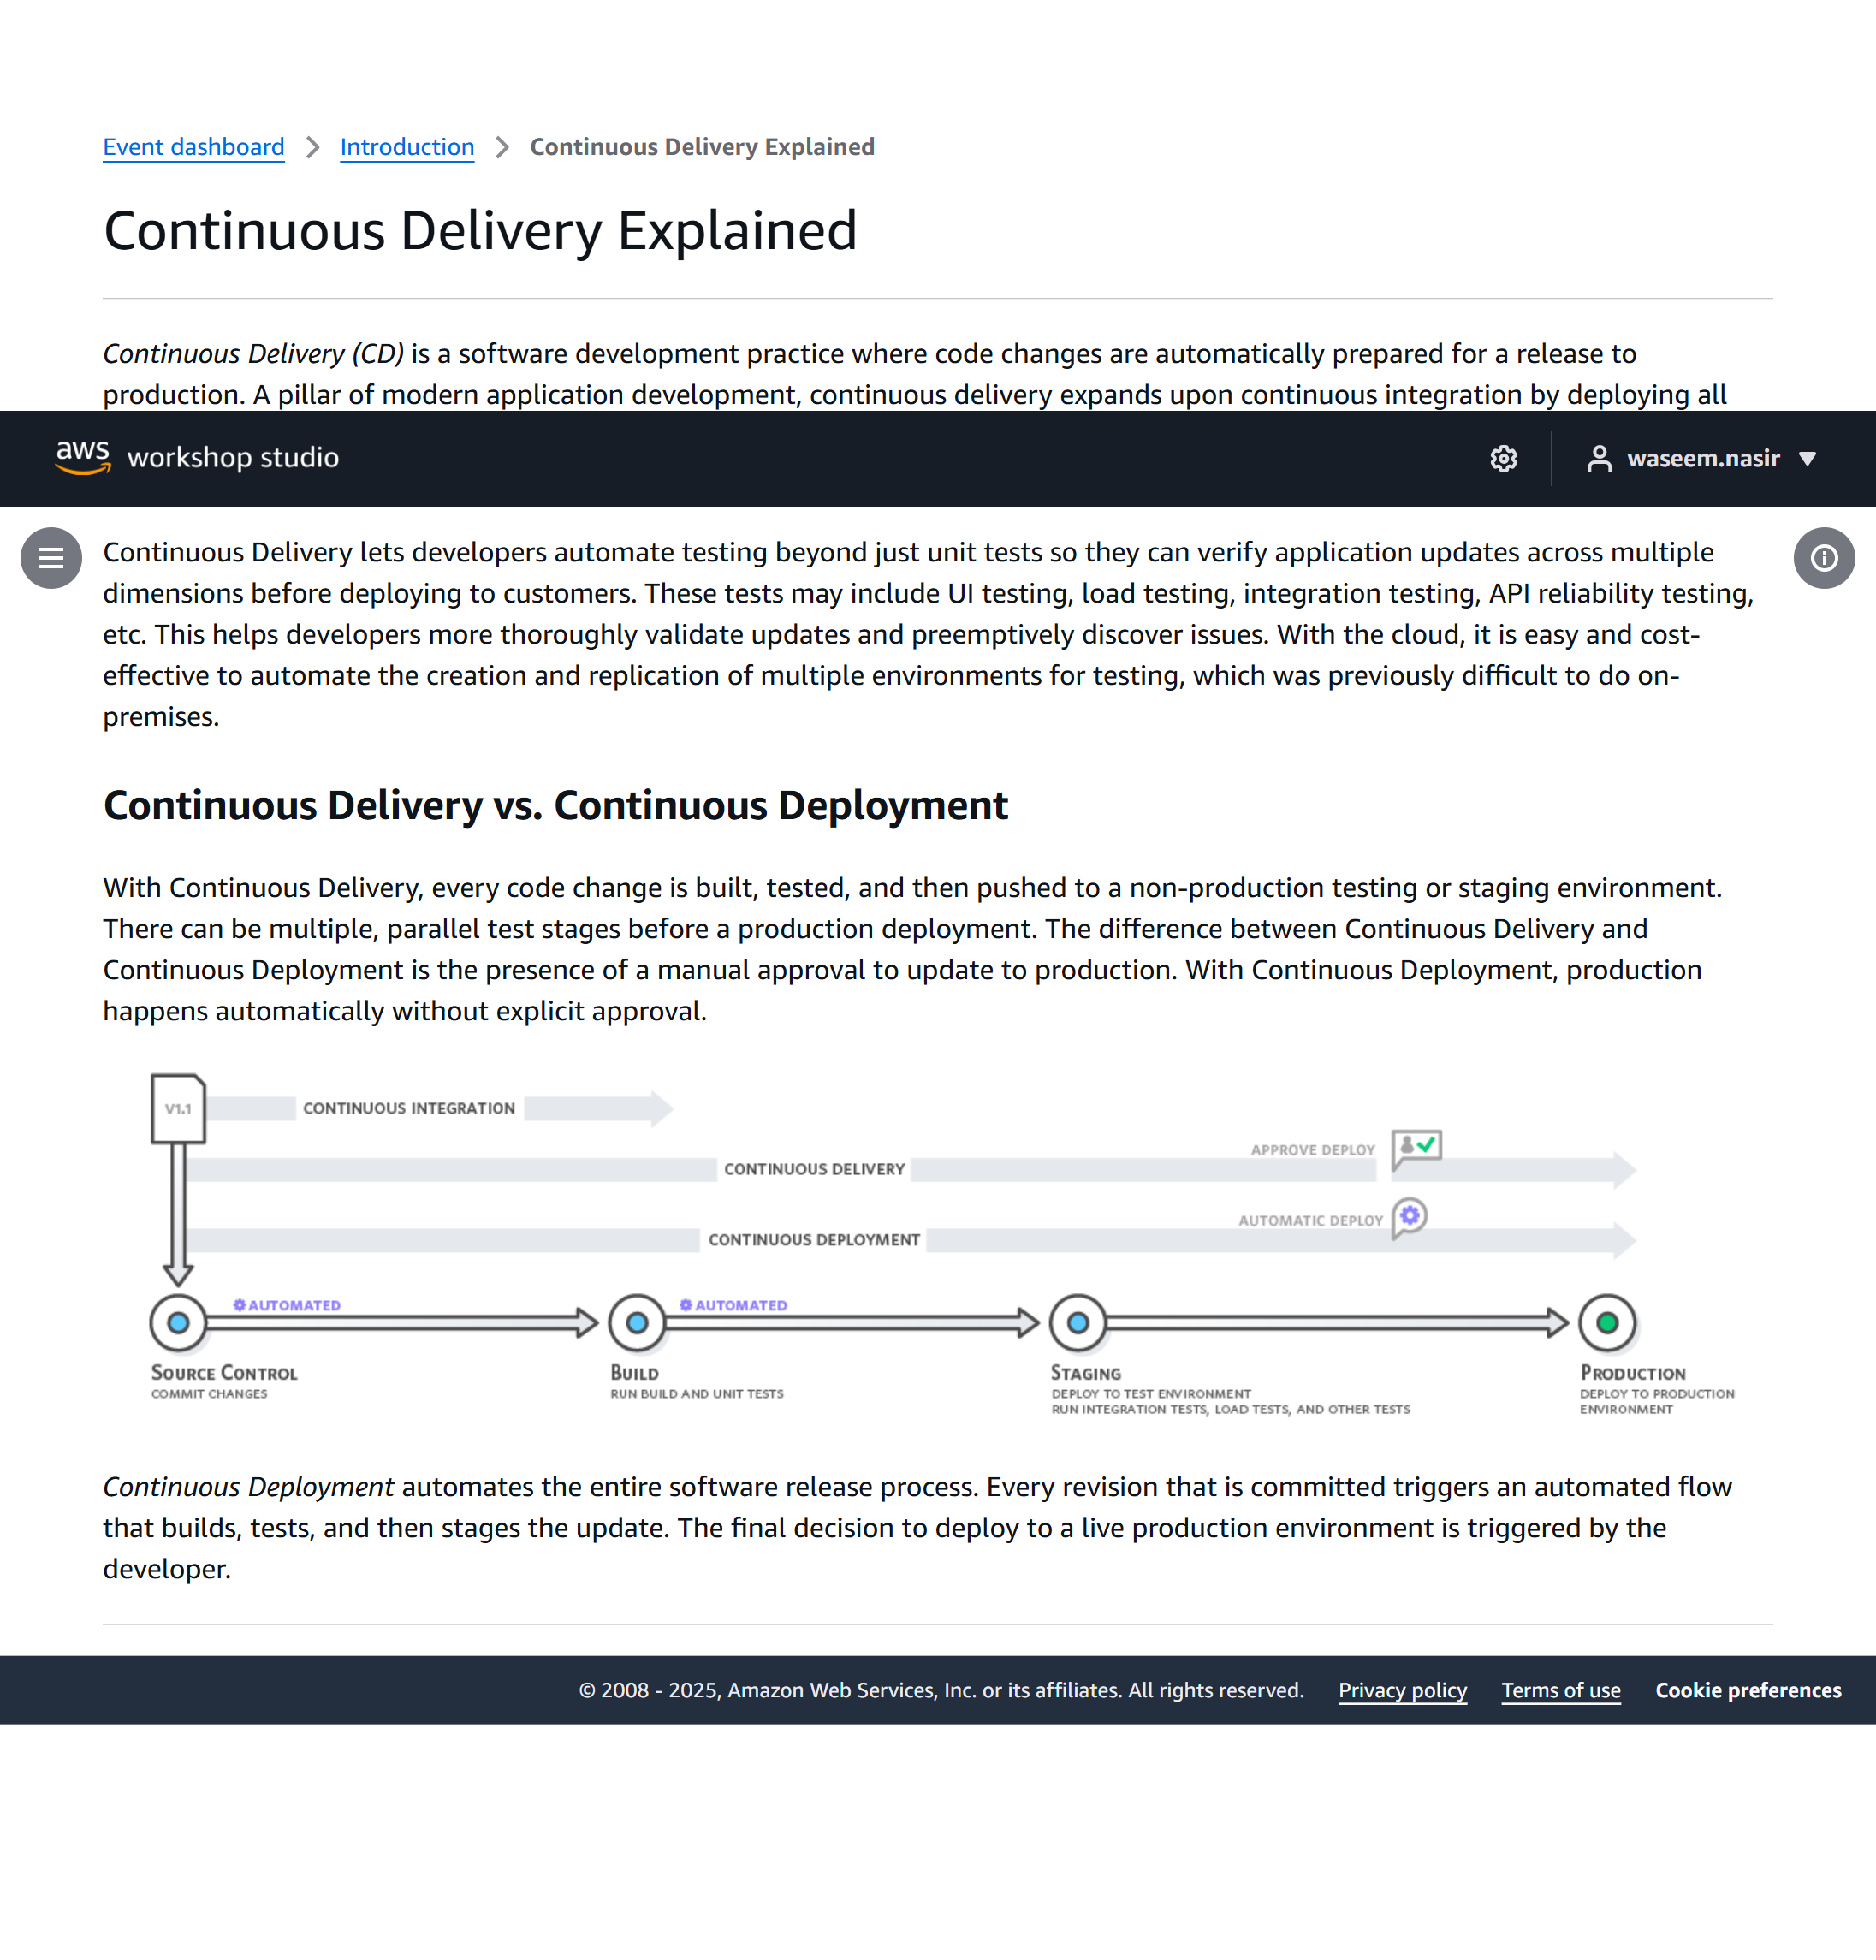 Event dashboard > Introduction > Continuous Delivery Explained
Continuous Delivery Explained
Continuous Delivery (CD) is a software development practice where code changes are automatically prepared for a release to
production. A pillar of modern application development, continuous delivery expands upon continuous integration by deploying all
aws workshop studio
waseem.nasir
Continuous Delivery lets developers automate testing beyond just unit tests so they can verify application updates across multiple
dimensions before deploying to customers. These tests may include UI testing, load testing, integration testing, API reliability testing,
etc. This helps developers more thoroughly validate updates and preemptively discover issues. With the cloud, it is easy and cost-
effective to automate the creation and replication of multiple environments for testing, which was previously difficult to do on-
premises.
Continuous Delivery vs. Continuous Deployment
With Continuous Delivery, every code change is built, tested, and then pushed to a non-production testing or staging environment.
There can be multiple, parallel test stages before a production deployment. The difference between Continuous Delivery and
Continuous Deployment is the presence of a manual approval to update to production. With Continuous Deployment, production
happens automatically without explicit approval.
V1.1
CONTINUOUS INTEGRATION
APPROVE DEPLOY
CONTINUOUS DELIVERY
AUTOMATIC DEPLOY
CONTINUOUS DEPLOYMENT
AUTOMATED
AUTOMATED
SOURCE CONTROL
COMMIT CHANGES
BUILD
RUN BUILD AND UNIT TESTS
STAGING
DEPLOY TO TEST ENVIRONMENT
RUN INTEGRATION TESTS, LOAD TESTS, AND OTHER TESTS
PRODUCTION
DEPLOY TO PRODUCTION
ENVIRONMENT
Continuous Deployment automates the entire software release process. Every revision that is committed triggers an automated flow
that builds, tests, and then stages the update. The final decision to deploy to a live production environment is triggered by the
developer.
© 2008 - 2025, Amazon Web Services, Inc. or its affiliates. All rights reserved. Privacy policy Terms of use Cookie preferences